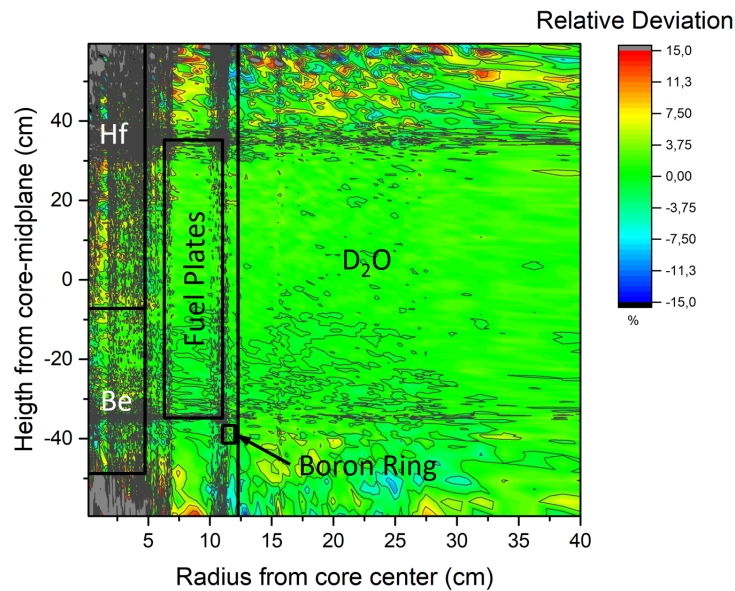 Relative Deviation
15,0
11,3
7,50
3,75
0,00
-3,75
-7,50
-11,3
-15,0
%
Heigth from core-midplane (cm)
40
20
0
-20
-40
Hf
Be
Fuel Plates
D₂O
Boron Ring
5
10
15
20
25
30
35
40
Radius from core center (cm)